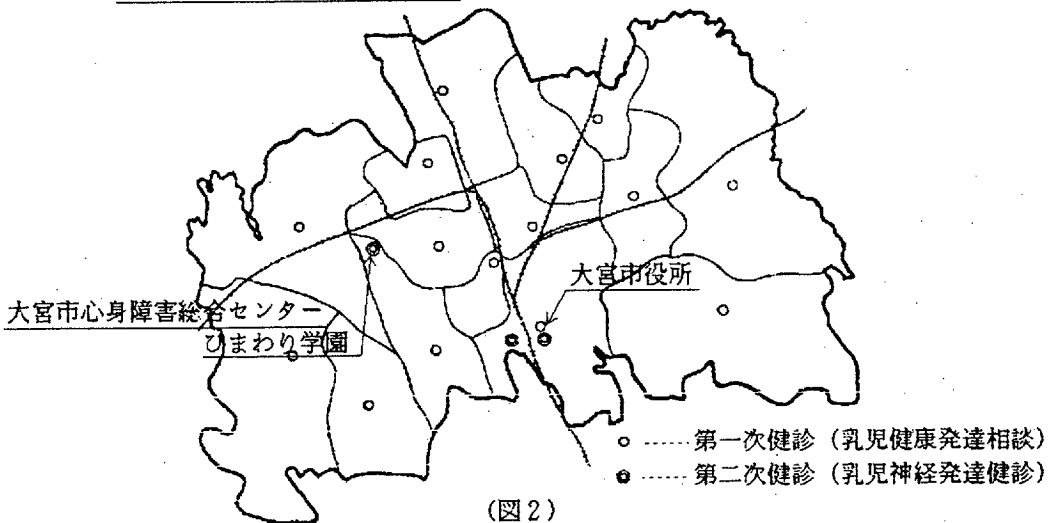 大宮市役所
大宮市心身障害総合センター
ひまわり学園
○ ------ 第一次健診（乳児健康発達相談）
◎ ------ 第二次健診（乳児神経発達健診）
(図2)